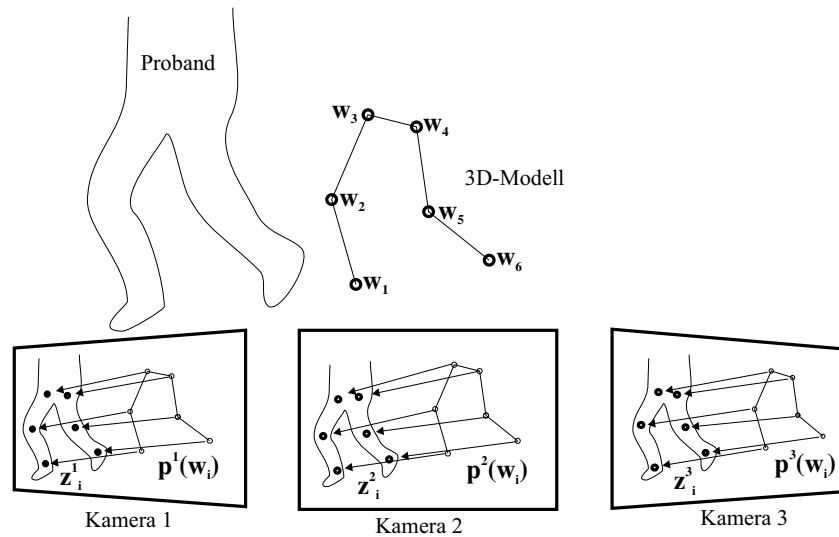 Proband
w₃
w₄
3D-Modell
w₂
w₅
w₆
w₁
z¹ᵢ
p¹(wᵢ)
z²ᵢ
p²(wᵢ)
z³ᵢ
p³(wᵢ)
Kamera 1
Kamera 2
Kamera 3